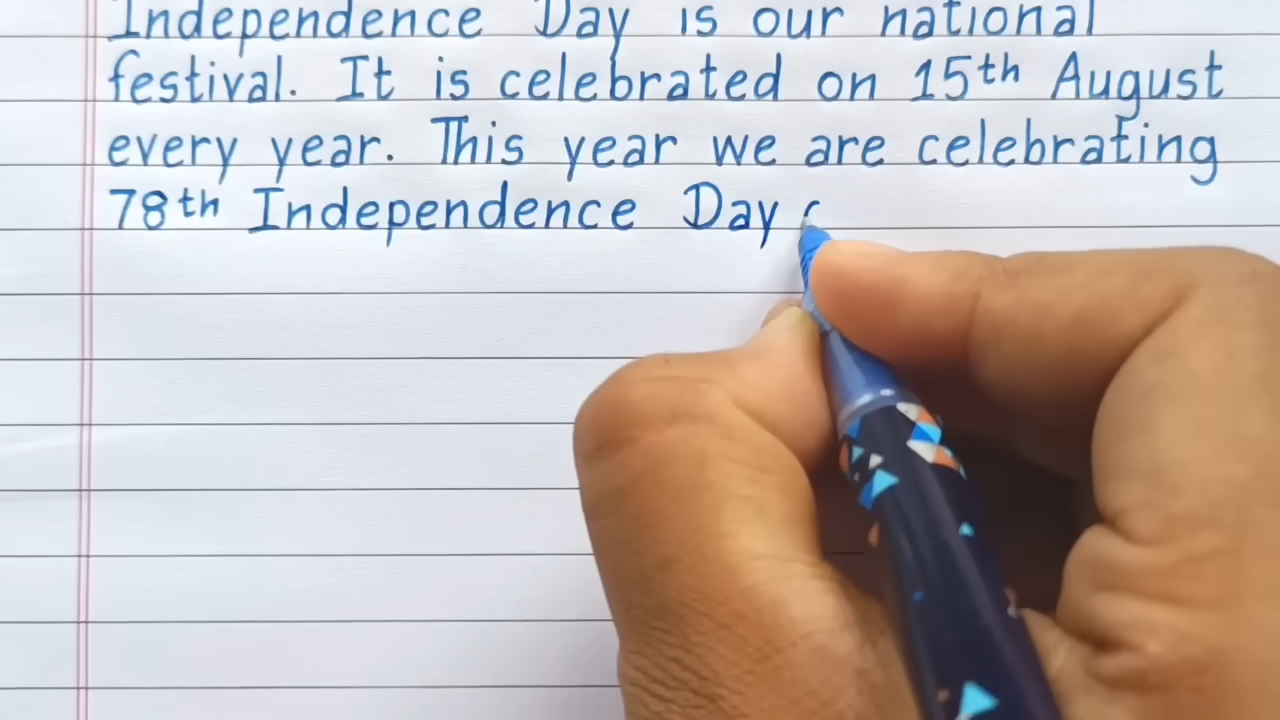 Independence Day is our national
festival. It is celebrated on 15th August
every year. This year we are celebrating
78th Independence Day